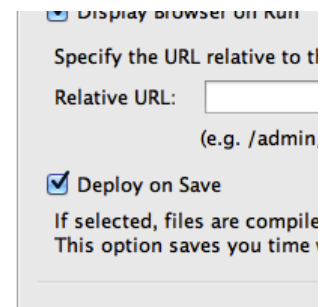 Display Browser on Run
Specify the URL relative to t
Relative URL:
(e.g. /admin
Deploy on Save
If selected, files are compile
This option saves you time